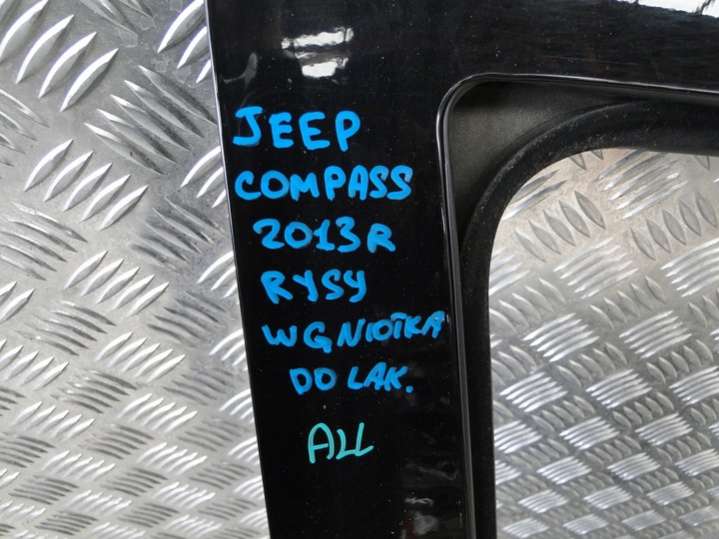 JEEP
COMPASS
2013R
RYSY
WGNIOTKA
DO LAK.
ALL